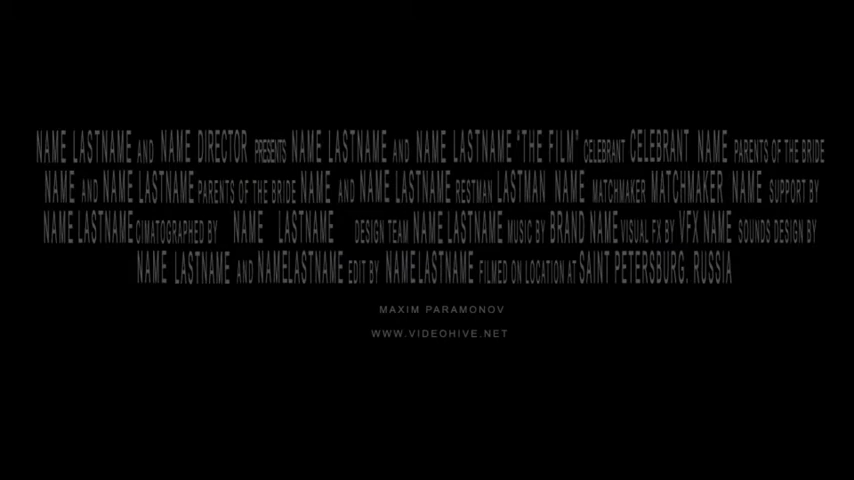 NAME LASTNAME AND NAME DIRECTOR PRESENTS NAME LASTNAME AND NAME LASTNAME "THE FILM" CELEBRANT CELEBRANT NAME PARENTS OF THE BRIDE
NAME AND NAME LASTNAME PARENTS OF THE BRIDE NAME AND NAME LASTNAME RESTMAN LASTMAN NAME MATCHMAKER MATCHMAKER NAME SUPPORT BY
NAME LASTNAME CIMATOGRAPHED BY NAME LASTNAME DESIGN TEAM NAME LASTNAME MUSIC BY BRAND NAME VISUAL FX BY VFX NAME SOUNDS DESIGN BY
NAME LASTNAME AND NAMELASTNAME EDIT BY NAME LASTNAME FILMED ON LOCATION AT SAINT PETERSBURG. RUSSIA
MAXIM PARAMONOV
WWW.VIDEOHIVE.NET